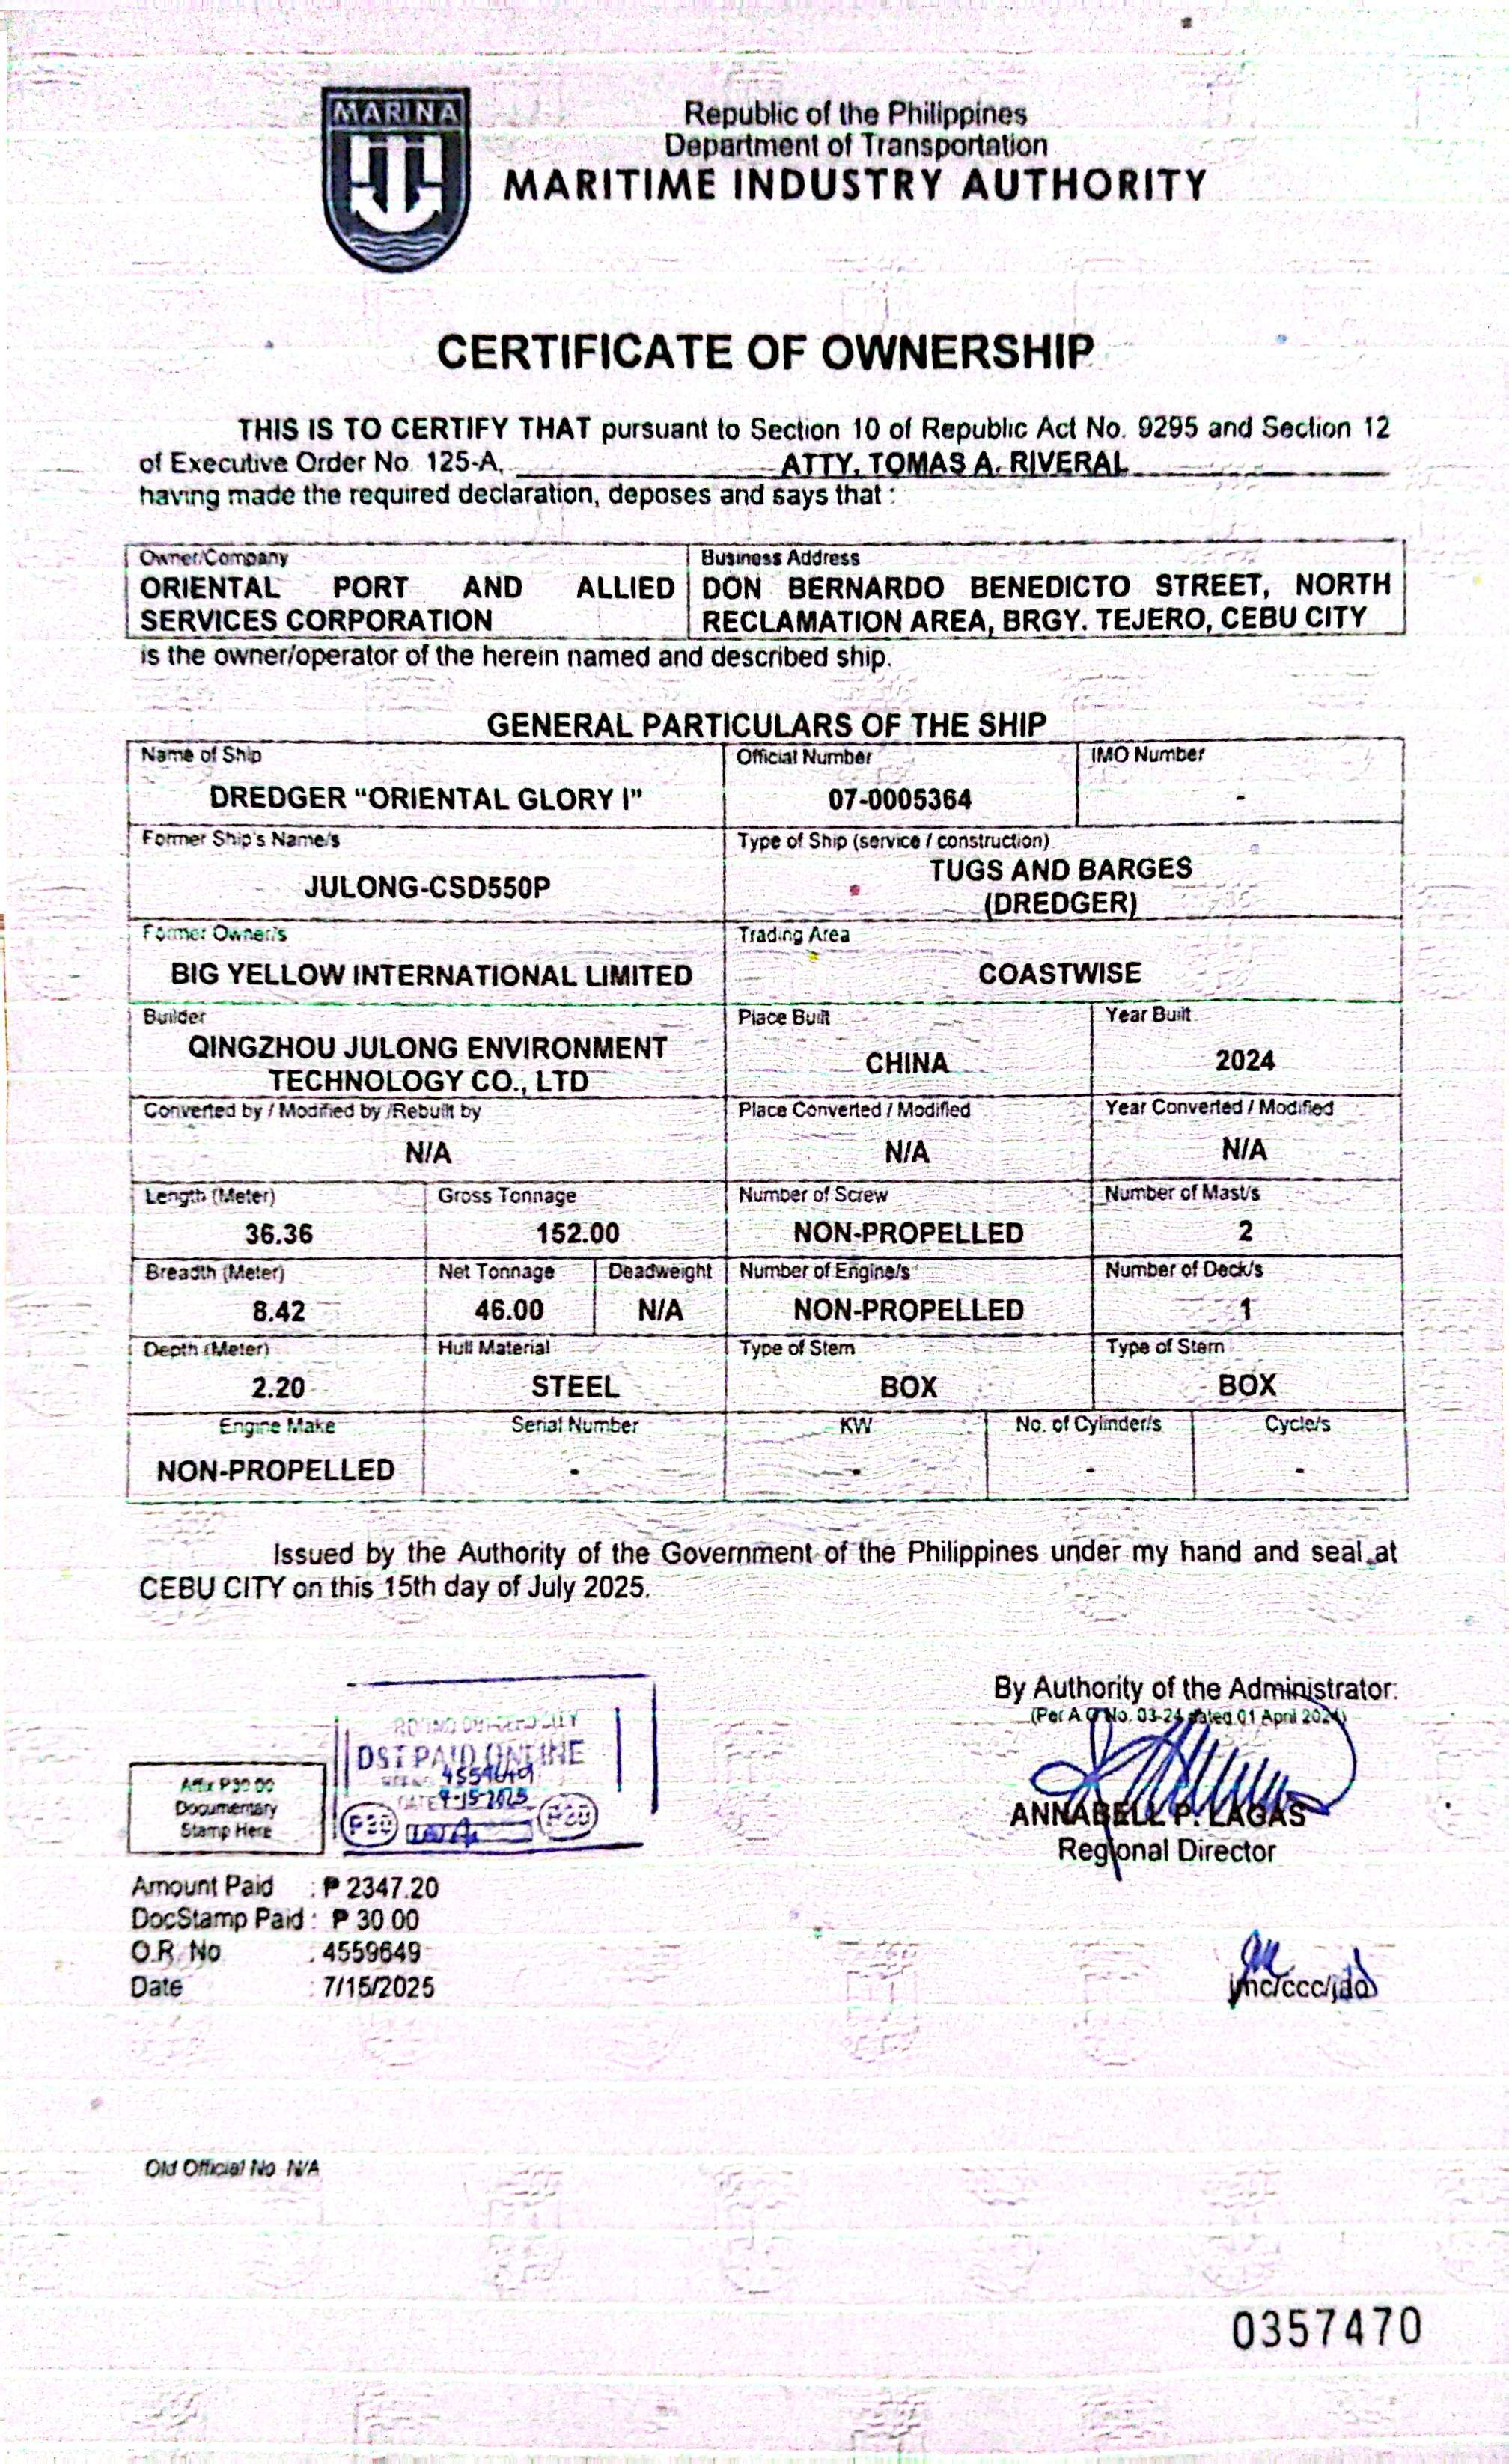 MARINA
Republic of the Philippines
Department of Transportation
MARITIME INDUSTRY AUTHORITY
CERTIFICATE OF OWNERSHIP
THIS IS TO CERTIFY THAT pursuant to Section 10 of Republic Act No. 9295 and Section 12
of Executive Order No. 125-A, ATTY. TOMAS A. RIVERAL
having made the required declaration, deposes and says that :
Owner/Company
ORIENTAL PORT AND ALLIED
SERVICES CORPORATION
Business Address
DON BERNARDO BENEDICTO STREET, NORTH
RECLAMATION AREA, BRGY. TEJERO, CEBU CITY
is the owner/operator of the herein named and described ship.
GENERAL PARTICULARS OF THE SHIP
Name of Ship
DREDGER “ORIENTAL GLORY I”
Official Number
07-0005364
IMO Number
-
Former Ship's Name/s
JULONG-CSD550P
Type of Ship (service / construction)
TUGS AND BARGES
(DREDGER)
Former Owner/s
BIG YELLOW INTERNATIONAL LIMITED
Trading Area
COASTWISE
Builder
QINGZHOU JULONG ENVIRONMENT
TECHNOLOGY CO., LTD
Place Built
CHINA
Year Built
2024
Converted by / Modified by /Rebuilt by
N/A
Place Converted / Modified
N/A
Year Converted / Modified
N/A
Length (Meter)
36.36
Gross Tonnage
152.00
Number of Screw
NON-PROPELLED
Number of Mast/s
2
Breadth (Meter)
8.42
Net Tonnage
46.00
Deadweight
N/A
Number of Engine/s
NON-PROPELLED
Number of Deck/s
1
Depth (Meter)
2.20
Hull Material
STEEL
Type of Stem
BOX
Type of Stern
BOX
Engine Make
NON-PROPELLED
Serial Number
-
KW
-
No. of Cylinder/s
-
Cycle/s
-
Issued by the Authority of the Government of the Philippines under my hand and seal at
CEBU CITY on this 15th day of July 2025.
By Authority of the Administrator:
(Per A.O No. 03-24 dated 01 April 2024)
ANNABELL P. LAGAS
Regional Director
DST PAID ONLINE
4559649
DATE 7-15-2025
P30
P30
Affix P30.00
Documentary
Stamp Here
Amount Paid : ₱ 2347.20
DocStamp Paid : ₱ 30.00
O.R. No : 4559649
Date : 7/15/2025
jmc/ccc/jdo
Old Official No N/A
0357470